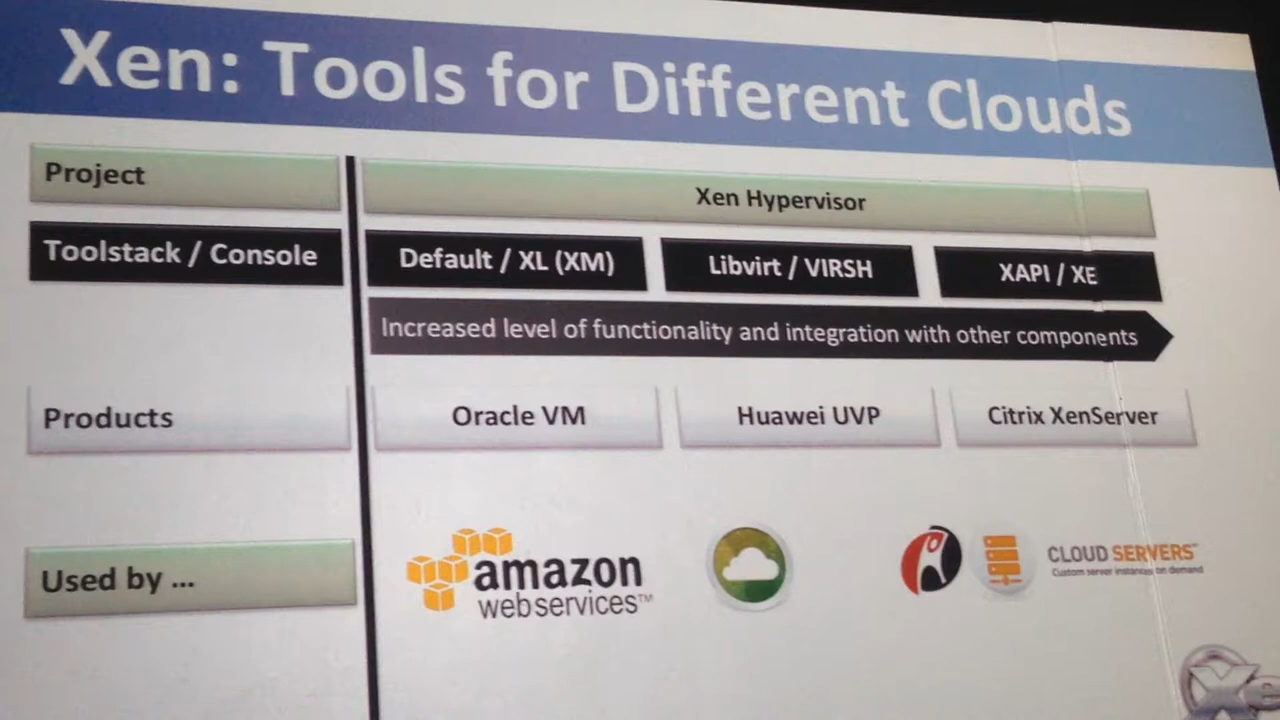 Xen: Tools for Different Clouds
Project
Xen Hypervisor
Toolstack / Console
Default / XL (XM)
Libvirt / VIRSH
XAPI / XE
Increased level of functionality and integration with other components
Products
Oracle VM
Huawei UVP
Citrix XenServer
Used by ...
amazon
webservices™
CLOUD SERVERS™
Custom server instances on demand